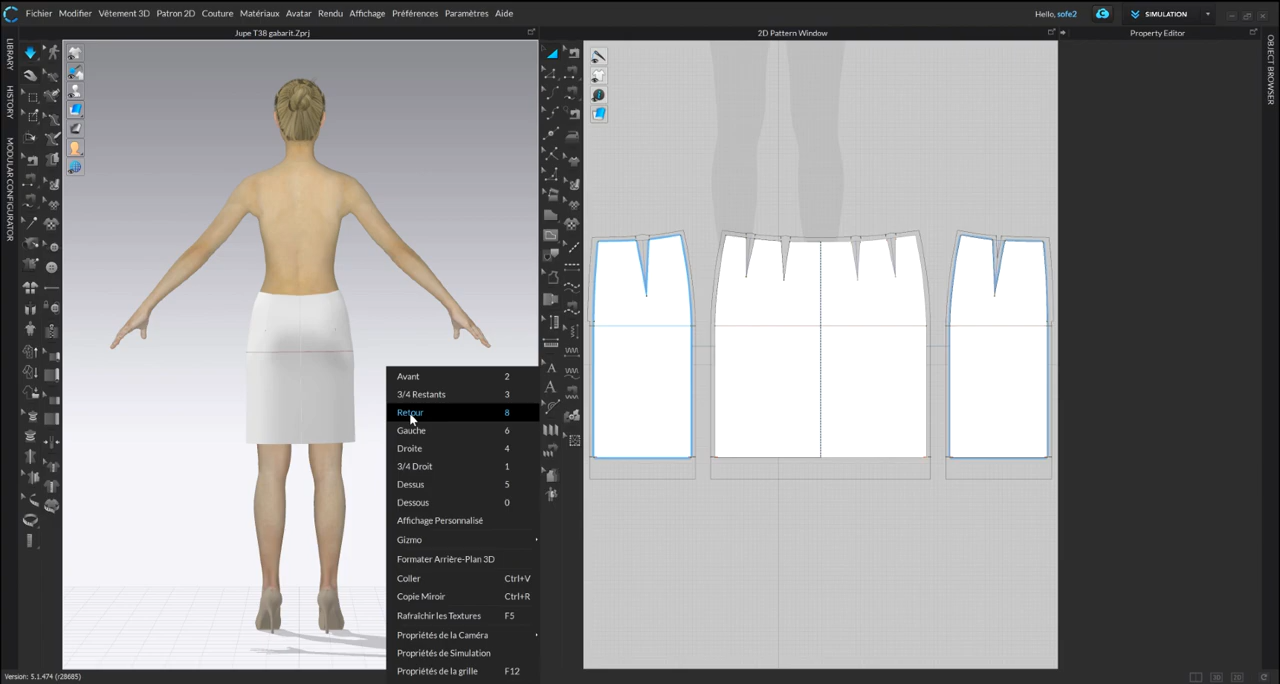 Fichier Modifier Vêtement 3D Patron 2D Couture Matériaux Avatar Rendu Affichage Préférences Paramètres Aide
Hello, sofe2
SIMULATION
Jupe T38 gabarit.Zprj
2D Pattern Window
Property Editor
LIBRARY
HISTORY
MODULAR CONFIGURATOR
OBJECT BROWSER
Avant 2
3/4 Restants 3
Retour 8
Gauche 6
Droite 4
3/4 Droit 1
Dessus 5
Dessous 0
Affichage Personnalisé
Gizmo
Formater Arrière-Plan 3D
Coller Ctrl+V
Copie Miroir Ctrl+R
Rafraîchir les Textures F5
Propriétés de la Caméra
Propriétés de Simulation
Propriétés de la grille F12
Version: 5.1.474 (r28685)
3D
2D